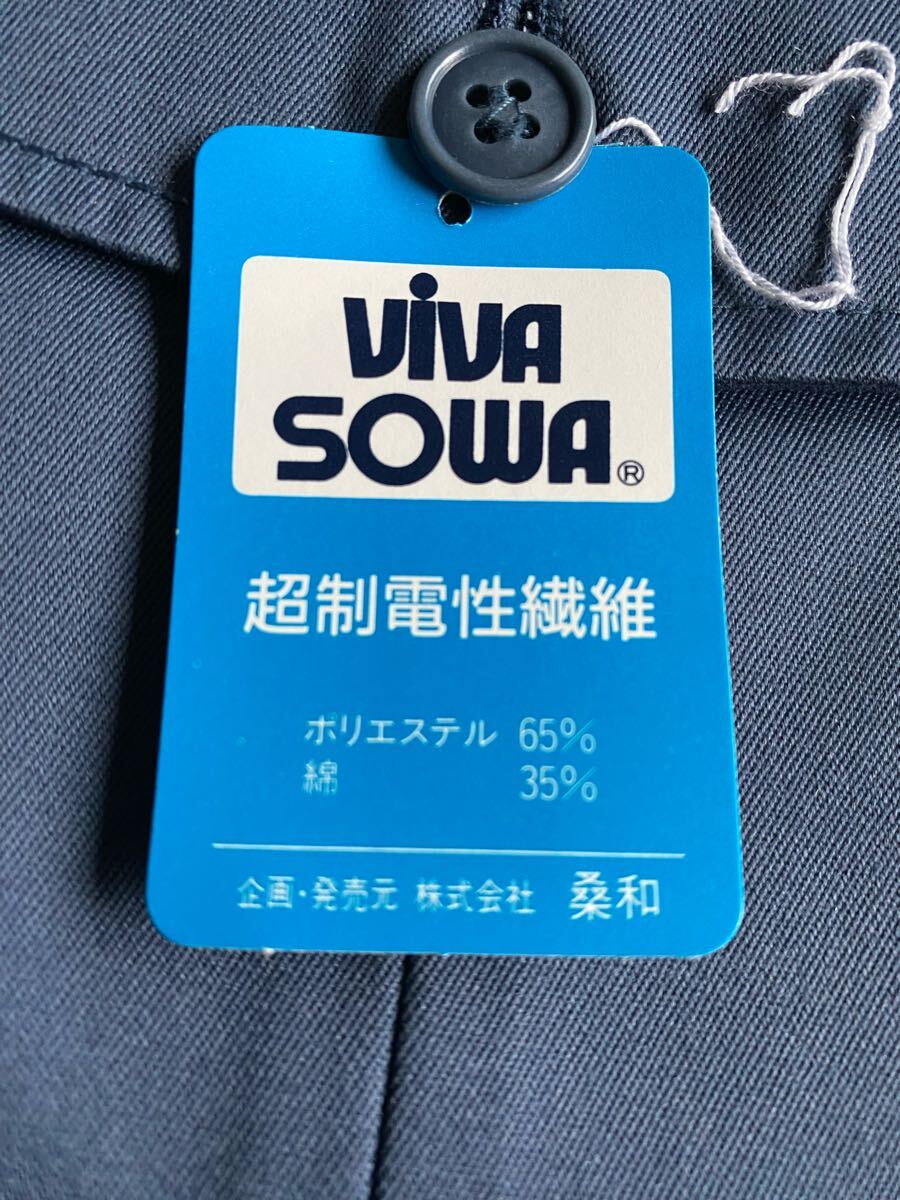 ViVA
SOWA®
超制電性繊維
ポリエステル 65%
綿 35%
企画・発売元 株式会社 桑和